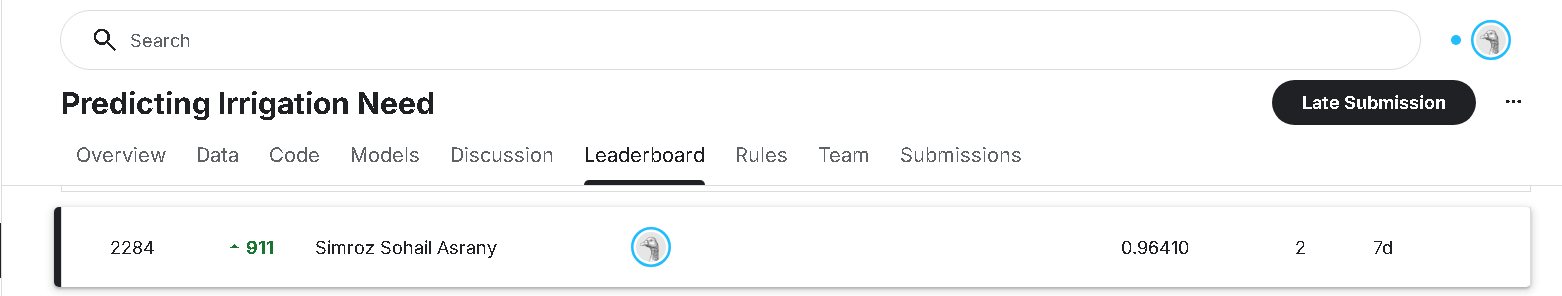 Search
Predicting Irrigation Need
Late Submission
Overview Data Code Models Discussion Leaderboard Rules Team Submissions
2284 911 Simroz Sohail Asrany 0.96410 2 7d